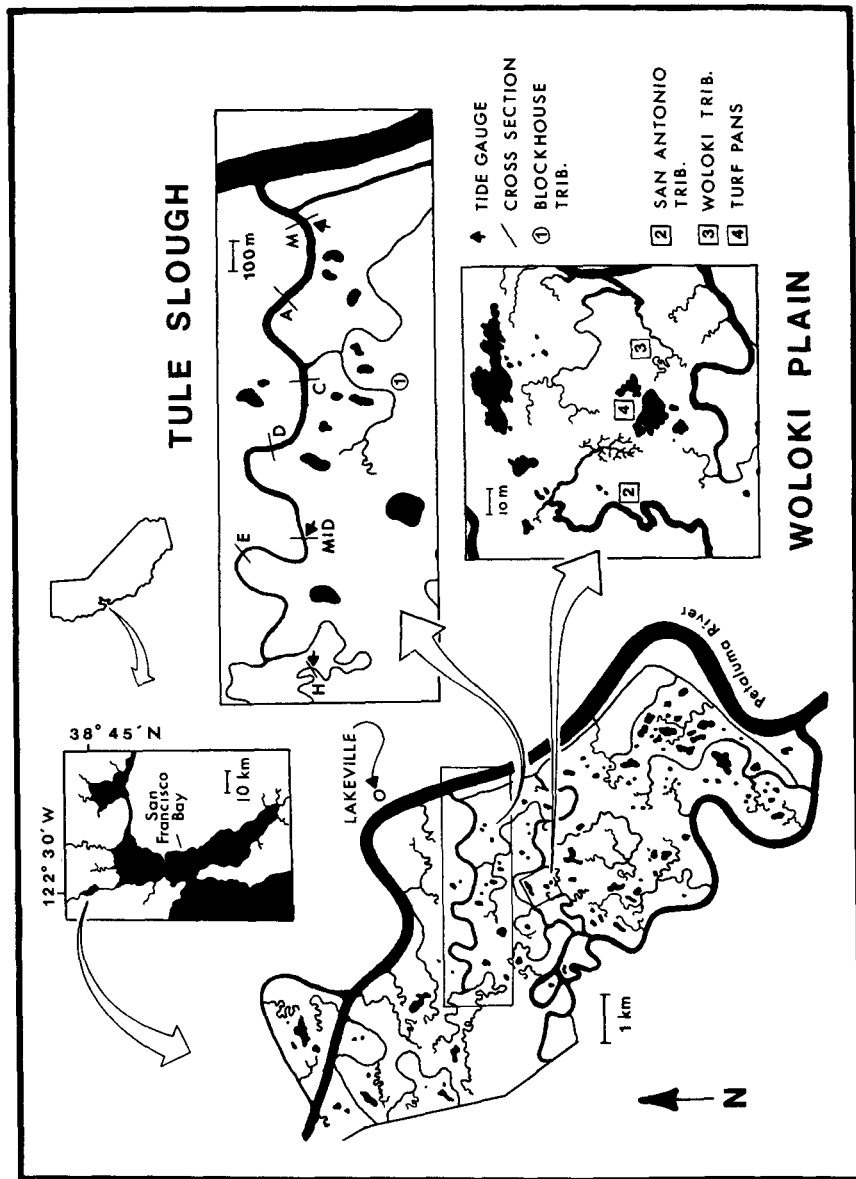 TULE SLOUGH
100 m
W
A
C
D
MID
E
H
1
TIDE GAUGE
CROSS SECTION
1 BLOCKHOUSE
TRIB.
2 SAN ANTONIO
TRIB.
3 WOLOKI TRIB.
4 TURF PANS
10 m
2
3
4
WOLOKI PLAIN
38° 45´ N
122° 30´ W
San
Francisco
Bay
10 km
LAKEVILLE
Petaluma River
1 km
N